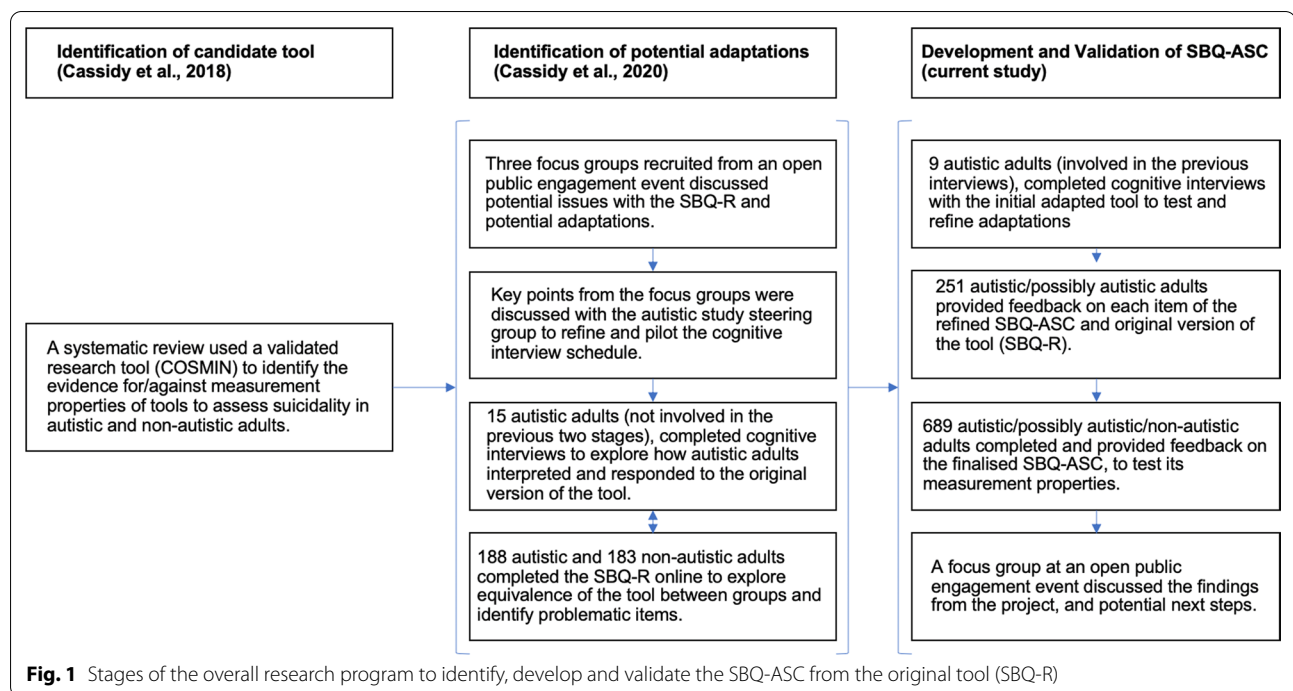 Identification of candidate tool
(Cassidy et al., 2018)
A systematic review used a validated
research tool (COSMIN) to identify the
evidence for/against measurement
properties of tools to assess suicidality in
autistic and non-autistic adults.
Identification of potential adaptations
(Cassidy et al., 2020)
Three focus groups recruited from an open
public engagement event discussed
potential issues with the SBQ-R and
potential adaptations.
Key points from the focus groups were
discussed with the autistic study steering
group to refine and pilot the cognitive
interview schedule.
15 autistic adults (not involved in the
previous two stages), completed cognitive
interviews to explore how autistic adults
interpreted and responded to the original
version of the tool.
188 autistic and 183 non-autistic adults
completed the SBQ-R online to explore
equivalence of the tool between groups and
identify problematic items.
Development and Validation of SBQ-ASC
(current study)
9 autistic adults (involved in the previous
interviews), completed cognitive interviews
with the initial adapted tool to test and
refine adaptations
251 autistic/possibly autistic adults
provided feedback on each item of the
refined SBQ-ASC and original version of
the tool (SBQ-R).
689 autistic/possibly autistic/non-autistic
adults completed and provided feedback on
the finalised SBQ-ASC, to test its
measurement properties.
A focus group at an open public
engagement event discussed the findings
from the project, and potential next steps.
Fig. 1 Stages of the overall research program to identify, develop and validate the SBQ-ASC from the original tool (SBQ-R)